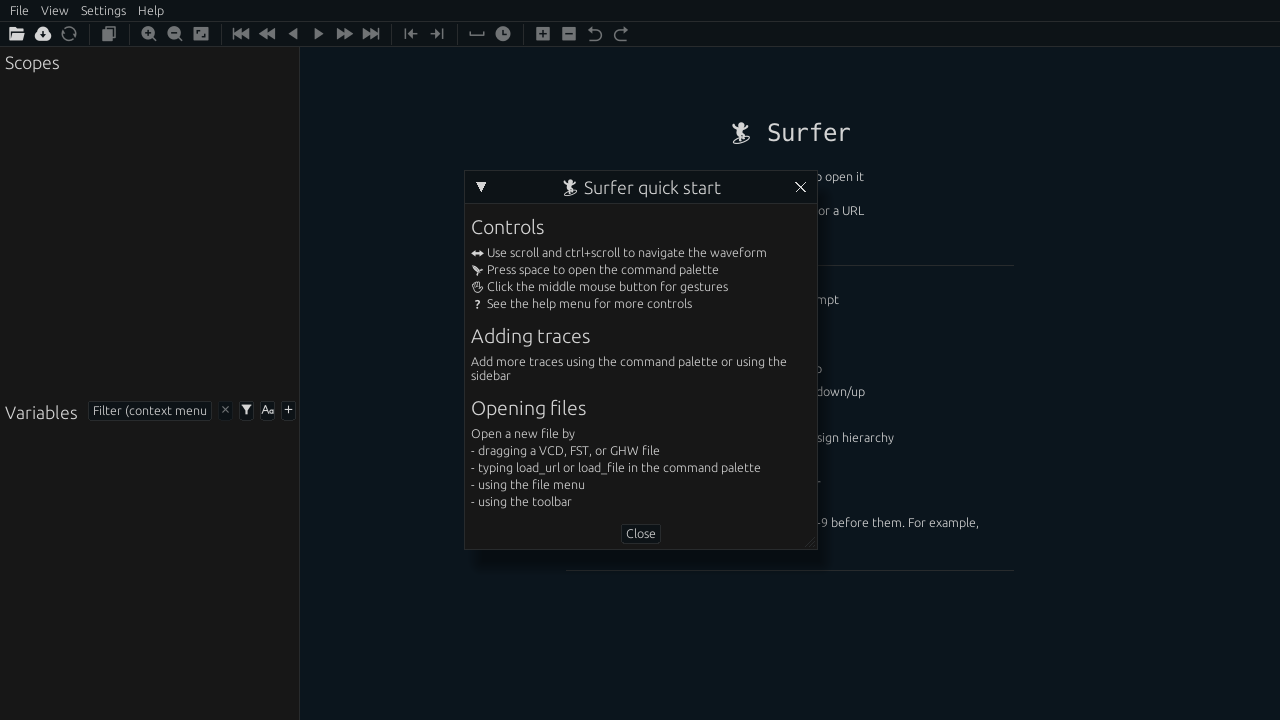 File View Settings Help
Scopes
Surfer
open it
or a URL
Surfer quick start
Controls
Use scroll and ctrl+scroll to navigate the waveform
Press space to open the command palette
Click the middle mouse button for gestures
? See the help menu for more controls
Adding traces
Add more traces using the command palette or using the
sidebar
down/up
Variables Filter (context menu Aa +
Opening files
Open a new file by
- dragging a VCD, FST, or GHW file
- typing load_url or load_file in the command palette
- using the file menu
- using the toolbar
hierarchy
-9 before them. For example,
Close